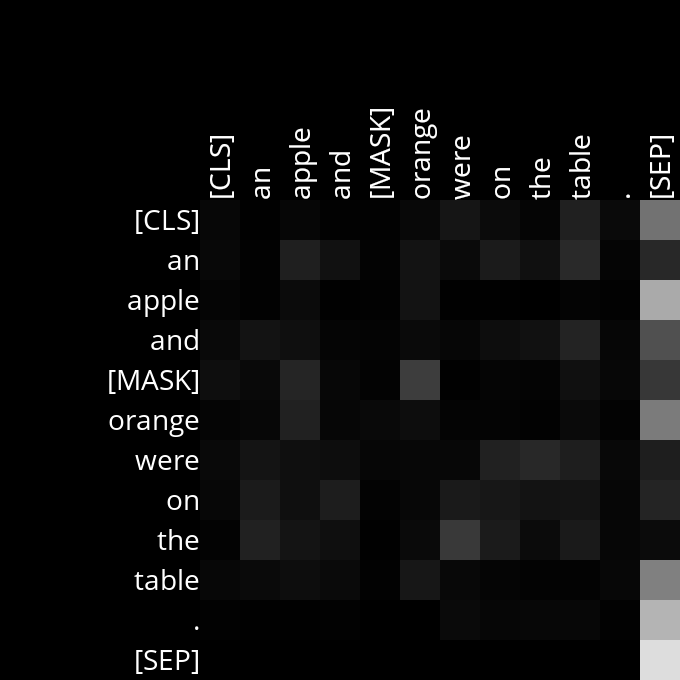 [CLS]
an
apple
and
[MASK]
orange
were
on
the
table
.
[SEP]
[CLS]
an
apple
and
[MASK]
orange
were
on
the
table
.
[SEP]